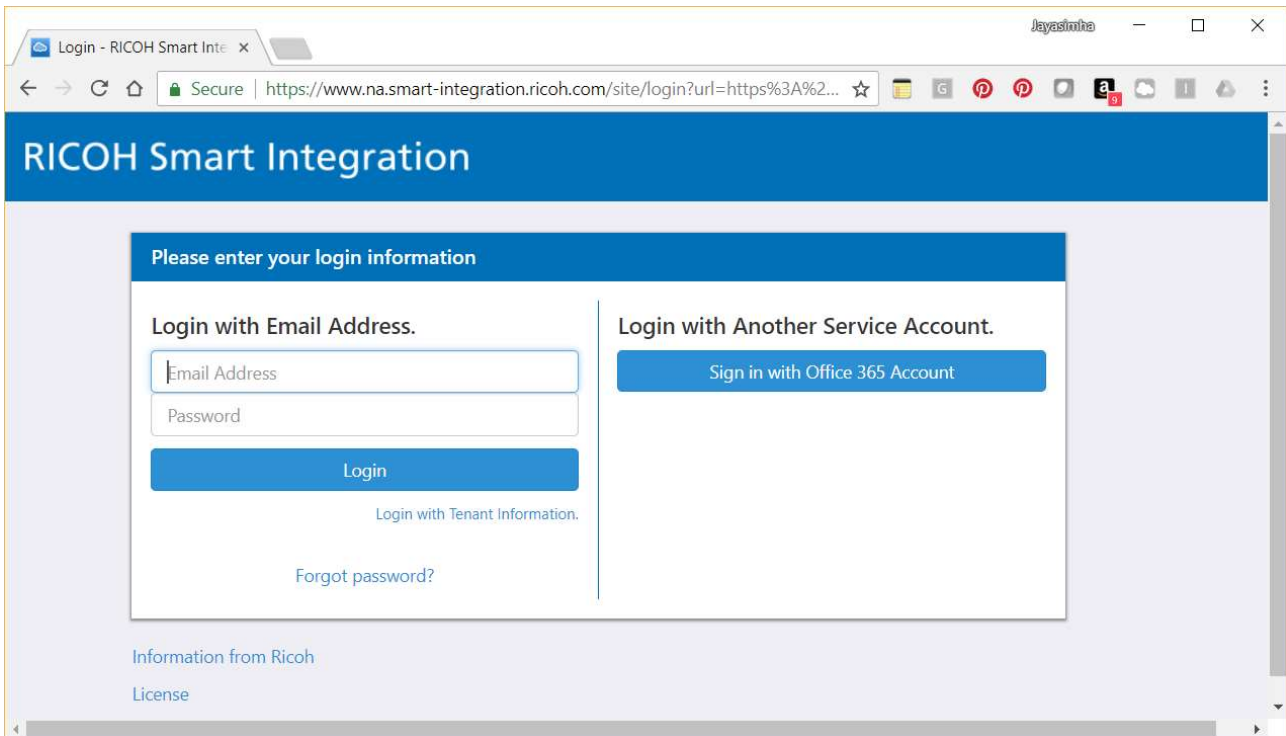 Jayasimha
Login - RICOH Smart Inte
Secure https://www.na.smart-integration.ricoh.com/site/login?url=https%3A%2...
G
a
9
I
RICOH Smart Integration
Please enter your login information
Login with Email Address.
Email Address
Password
Login
Login with Tenant Information.
Forgot password?
Login with Another Service Account.
Sign in with Office 365 Account
Information from Ricoh
License